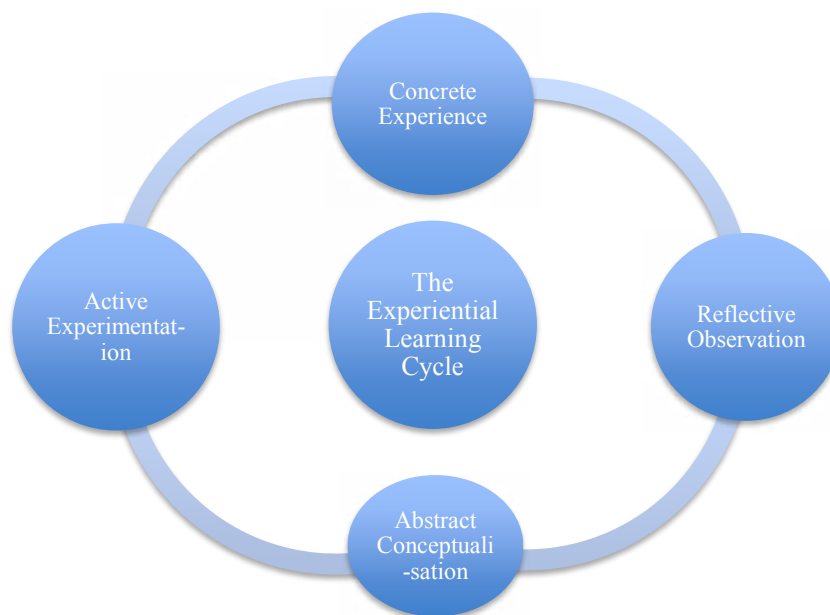 Concrete
Experience
The
Experiential
Learning
Cycle
Active
Experimentat-
ion
Reflective
Observation
Abstract
Conceptuali
-sation